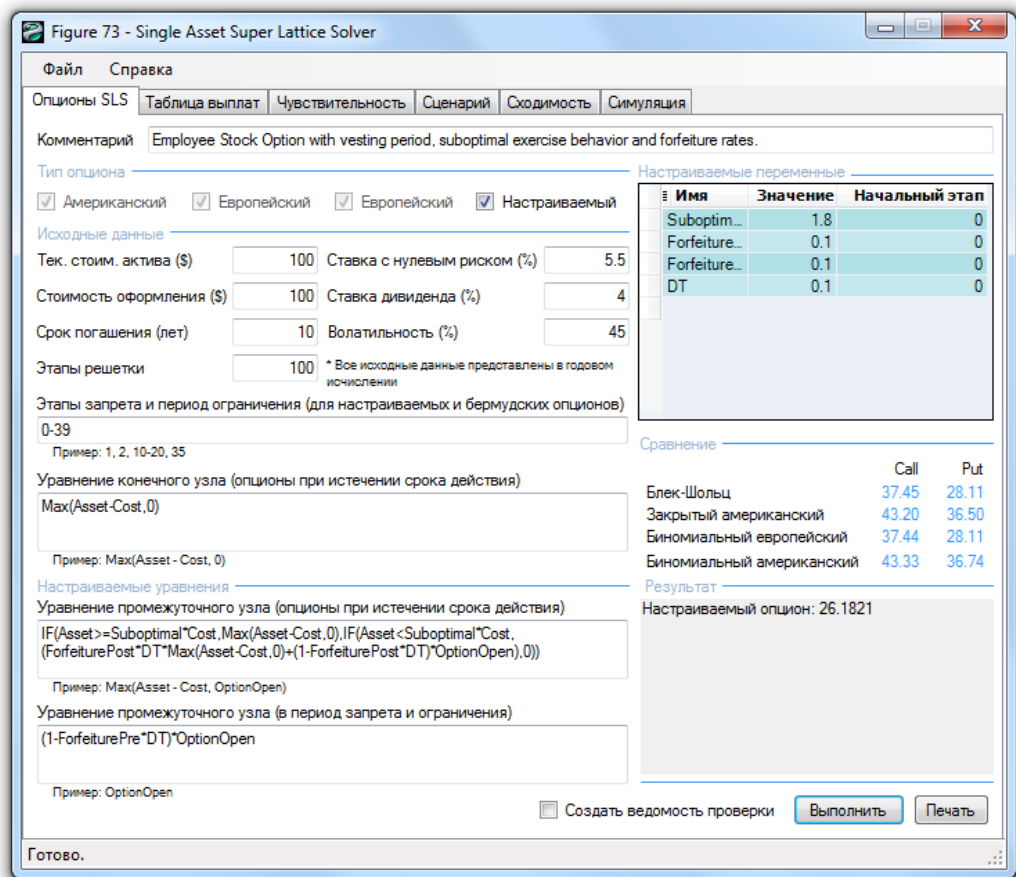 Figure 73 - Single Asset Super Lattice Solver
Файл Справка
Опционы SLS Таблица выплат Чувствительность Сценарий Сходимость Симуляция
Комментарий Employee Stock Option with vesting period, suboptimal exercise behavior and forfeiture rates.
Тип опциона
Американский Европейский Европейский Настраиваемый
Исходные данные
Тек. стоим. актива ($) 100 Ставка с нулевым риском (%) 5.5
Стоимость оформления ($) 100 Ставка дивиденда (%) 4
Срок погашения (лет) 10 Волатильность (%) 45
Этапы решетки 100 * Все исходные данные представлены в годовом
исчислении
Этапы запрета и период ограничения (для настраиваемых и бермудских опционов)
0-39
Пример: 1, 2, 10-20, 35
Уравнение конечного узла (опционы при истечении срока действия)
Max(Asset-Cost,0)
Пример: Max(Asset - Cost, 0)
Настраиваемые уравнения
Уравнение промежуточного узла (опционы при истечении срока действия)
IF(Asset>=Suboptimal*Cost,Max(Asset-Cost,0),IF(Asset<Suboptimal*Cost,
(ForfeiturePost*DT*Max(Asset-Cost,0)+(1-ForfeiturePost*DT)*OptionOpen),0))
Пример: Max(Asset - Cost, OptionOpen)
Уравнение промежуточного узла (в период запрета и ограничения)
(1-ForfeiturePre*DT)*OptionOpen
Пример: OptionOpen
Настраиваемые переменные
Имя Значение Начальный этап
Suboptim... 1.8 0
Forfeiture... 0.1 0
Forfeiture... 0.1 0
DT 0.1 0
Сравнение
Call Put
Блек-Шольц 37.45 28.11
Закрытый американский 43.20 36.50
Биномиальный европейский 37.44 28.11
Биномиальный американский 43.33 36.74
Результат
Настраиваемый опцион: 26.1821
Создать ведомость проверки Выполнить Печать
Готово.